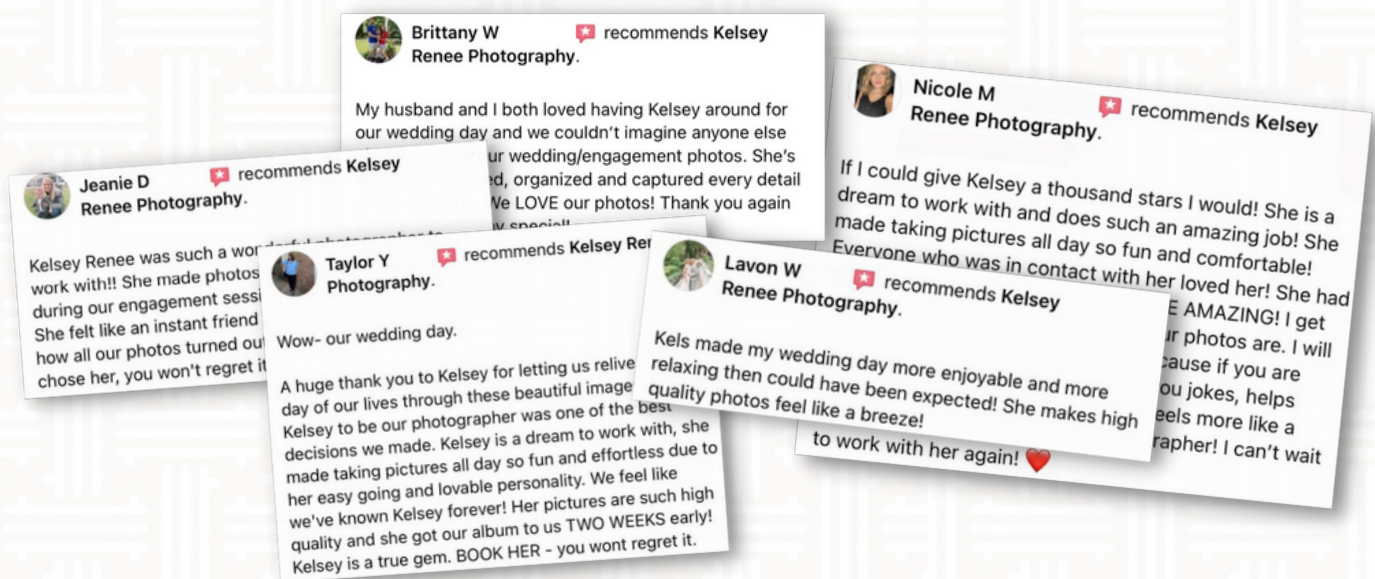 Brittany W recommends Kelsey
Renee Photography.
My husband and I both loved having Kelsey around for
our wedding day and we couldn't imagine anyone else
ur wedding/engagement photos. She's
ed, organized and captured every detail
We LOVE our photos! Thank you again
special!
Nicole M recommends Kelsey
Renee Photography.
If I could give Kelsey a thousand stars I would! She is a
dream to work with and does such an amazing job! She
made taking pictures all day so fun and comfortable!
Everyone who was in contact with her loved her! She had
E AMAZING! I get
ur photos are. I will
cause if you are
ou jokes, helps
eels more like a
rapher! I can't wait
to work with her again! ❤️
Jeanie D recommends Kelsey
Renee Photography.
Kelsey Renee was such a wonderful photographer to
work with!! She made photos
during our engagement sessi
She felt like an instant friend
how all our photos turned out
chose her, you won't regret it
Taylor Y recommends Kelsey Ren
Photography.
Wow- our wedding day.
A huge thank you to Kelsey for letting us relive
day of our lives through these beautiful image
Kelsey to be our photographer was one of the best
decisions we made. Kelsey is a dream to work with, she
made taking pictures all day so fun and effortless due to
her easy going and lovable personality. We feel like
we've known Kelsey forever! Her pictures are such high
quality and she got our album to us TWO WEEKS early!
Kelsey is a true gem. BOOK HER - you wont regret it.
Lavon W recommends Kelsey
Renee Photography.
Kels made my wedding day more enjoyable and more
relaxing then could have been expected! She makes high
quality photos feel like a breeze!